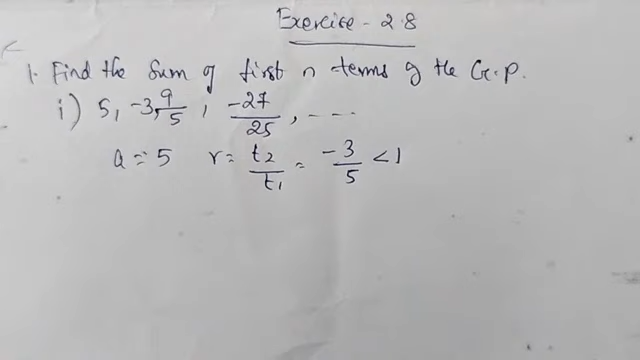 Exercise - 2.8
1. Find the Sum of first n terms of the G.P.
i) 5, -3, 9/5, -27/25, ----
a = 5 r = t2/t1 = -3/5 < 1